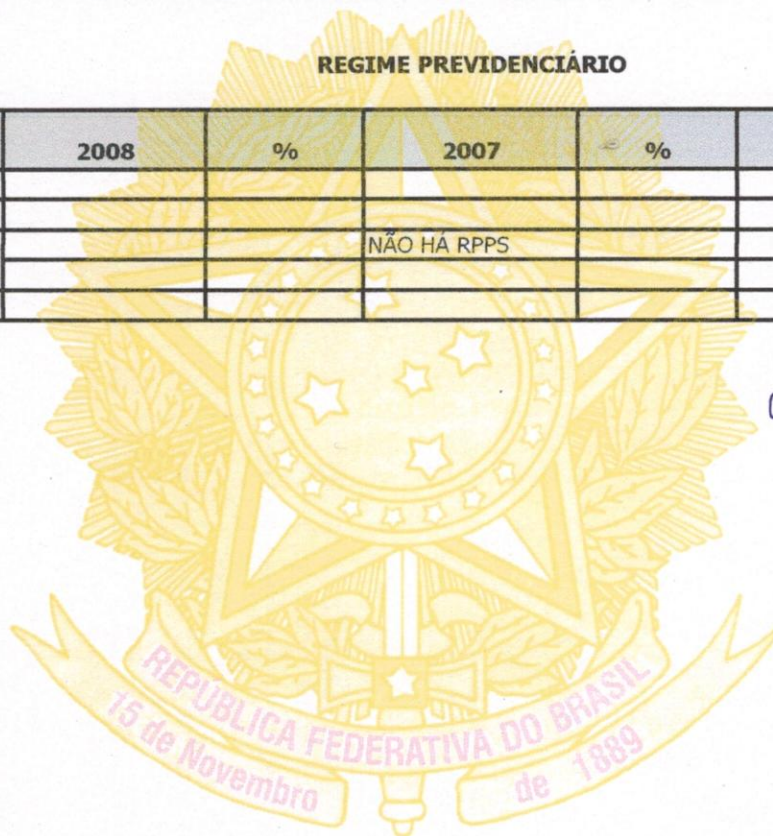 REGIME PREVIDENCIÁRIO
2008 % 2007 %
NÃO HÁ RPPS
REPÚBLICA FEDERATIVA DO BRASIL
15 de Novembro de 1889